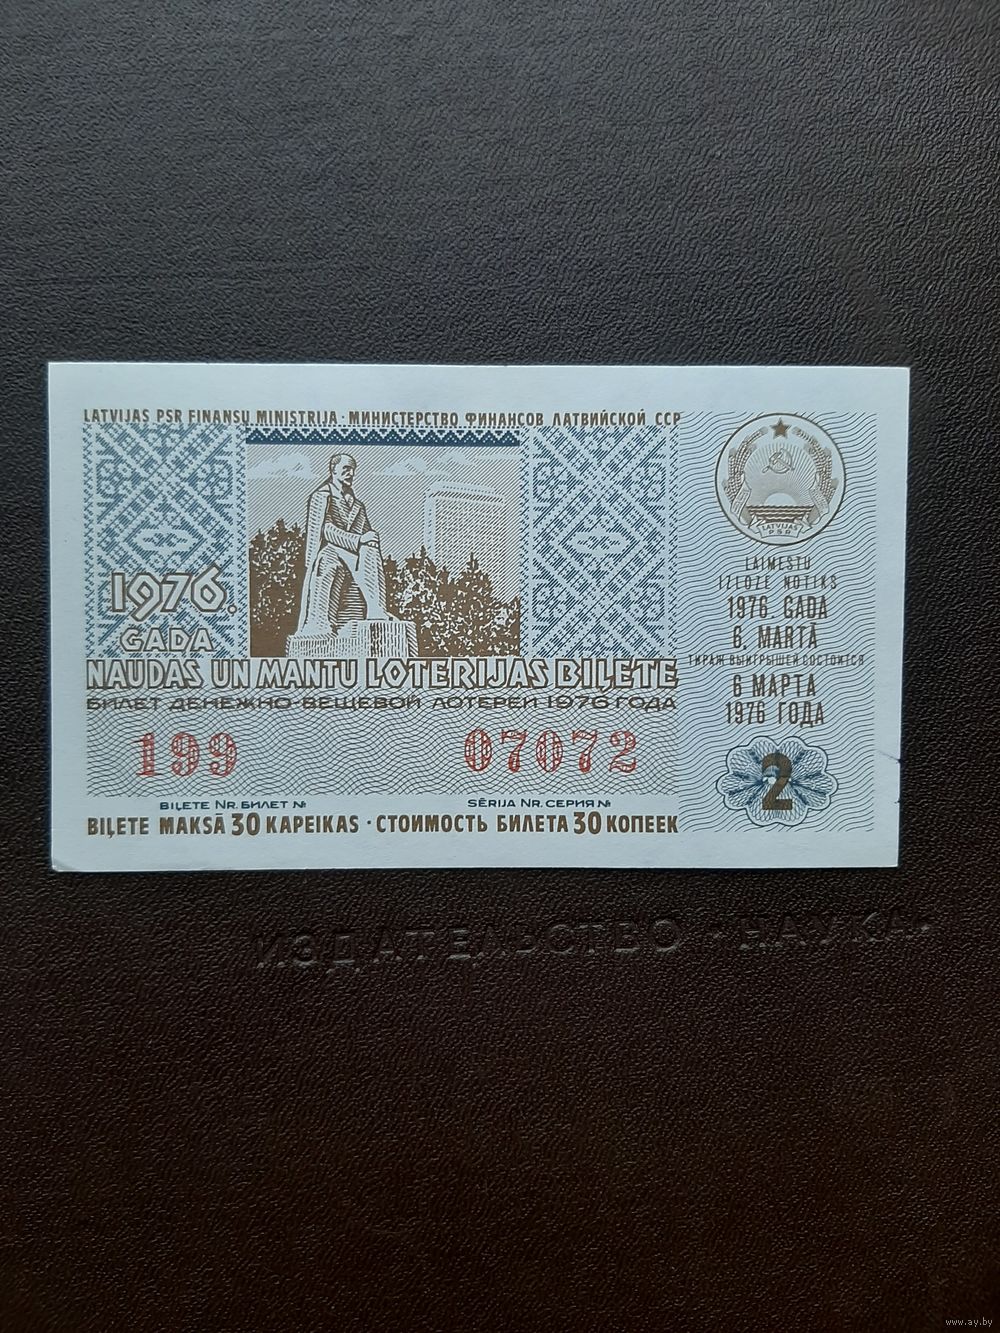 LATVIJAS PSR FINANSU MINISTRIJA · МИНИСТЕРСТВО ФИНАНСОВ ЛАТВИЙСКОЙ ССР
1976.
GADA
NAUDAS UN MANTU LOTERIJAS BIĻETE
БИЛЕТ ДЕНЕЖНО-ВЕЩЕВОЙ ЛОТЕРЕИ 1976 ГОДА
199 07072
BIĻETE NR. БИЛЕТ № SĒRIJA NR. СЕРИЯ №
BIĻETE MAKSĀ 30 KAPEIKAS · СТОИМОСТЬ БИЛЕТА 30 КОПЕЕК
LATVIJAS
PSR
LAIMESTU
IZLOZE NOTIKS
1976. GADA
6. MARTĀ
ТИРАЖ ВЫИГРЫШЕЙ СОСТОИТСЯ
6 МАРТА
1976 ГОДА
2
ИЗДАТЕЛЬСТВО «НАУКА»
www.ay.by